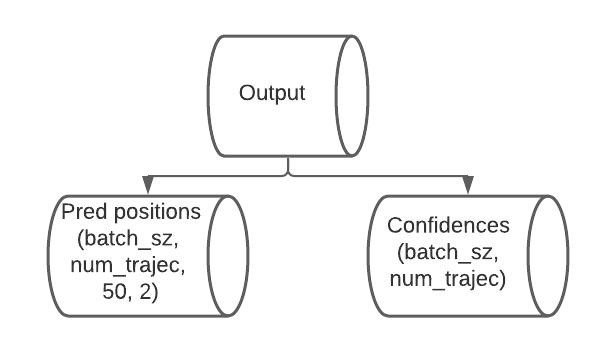 Output
Pred positions
(batch_sz,
num_trajec,
50, 2)
Confidences
(batch_sz,
num_trajec)